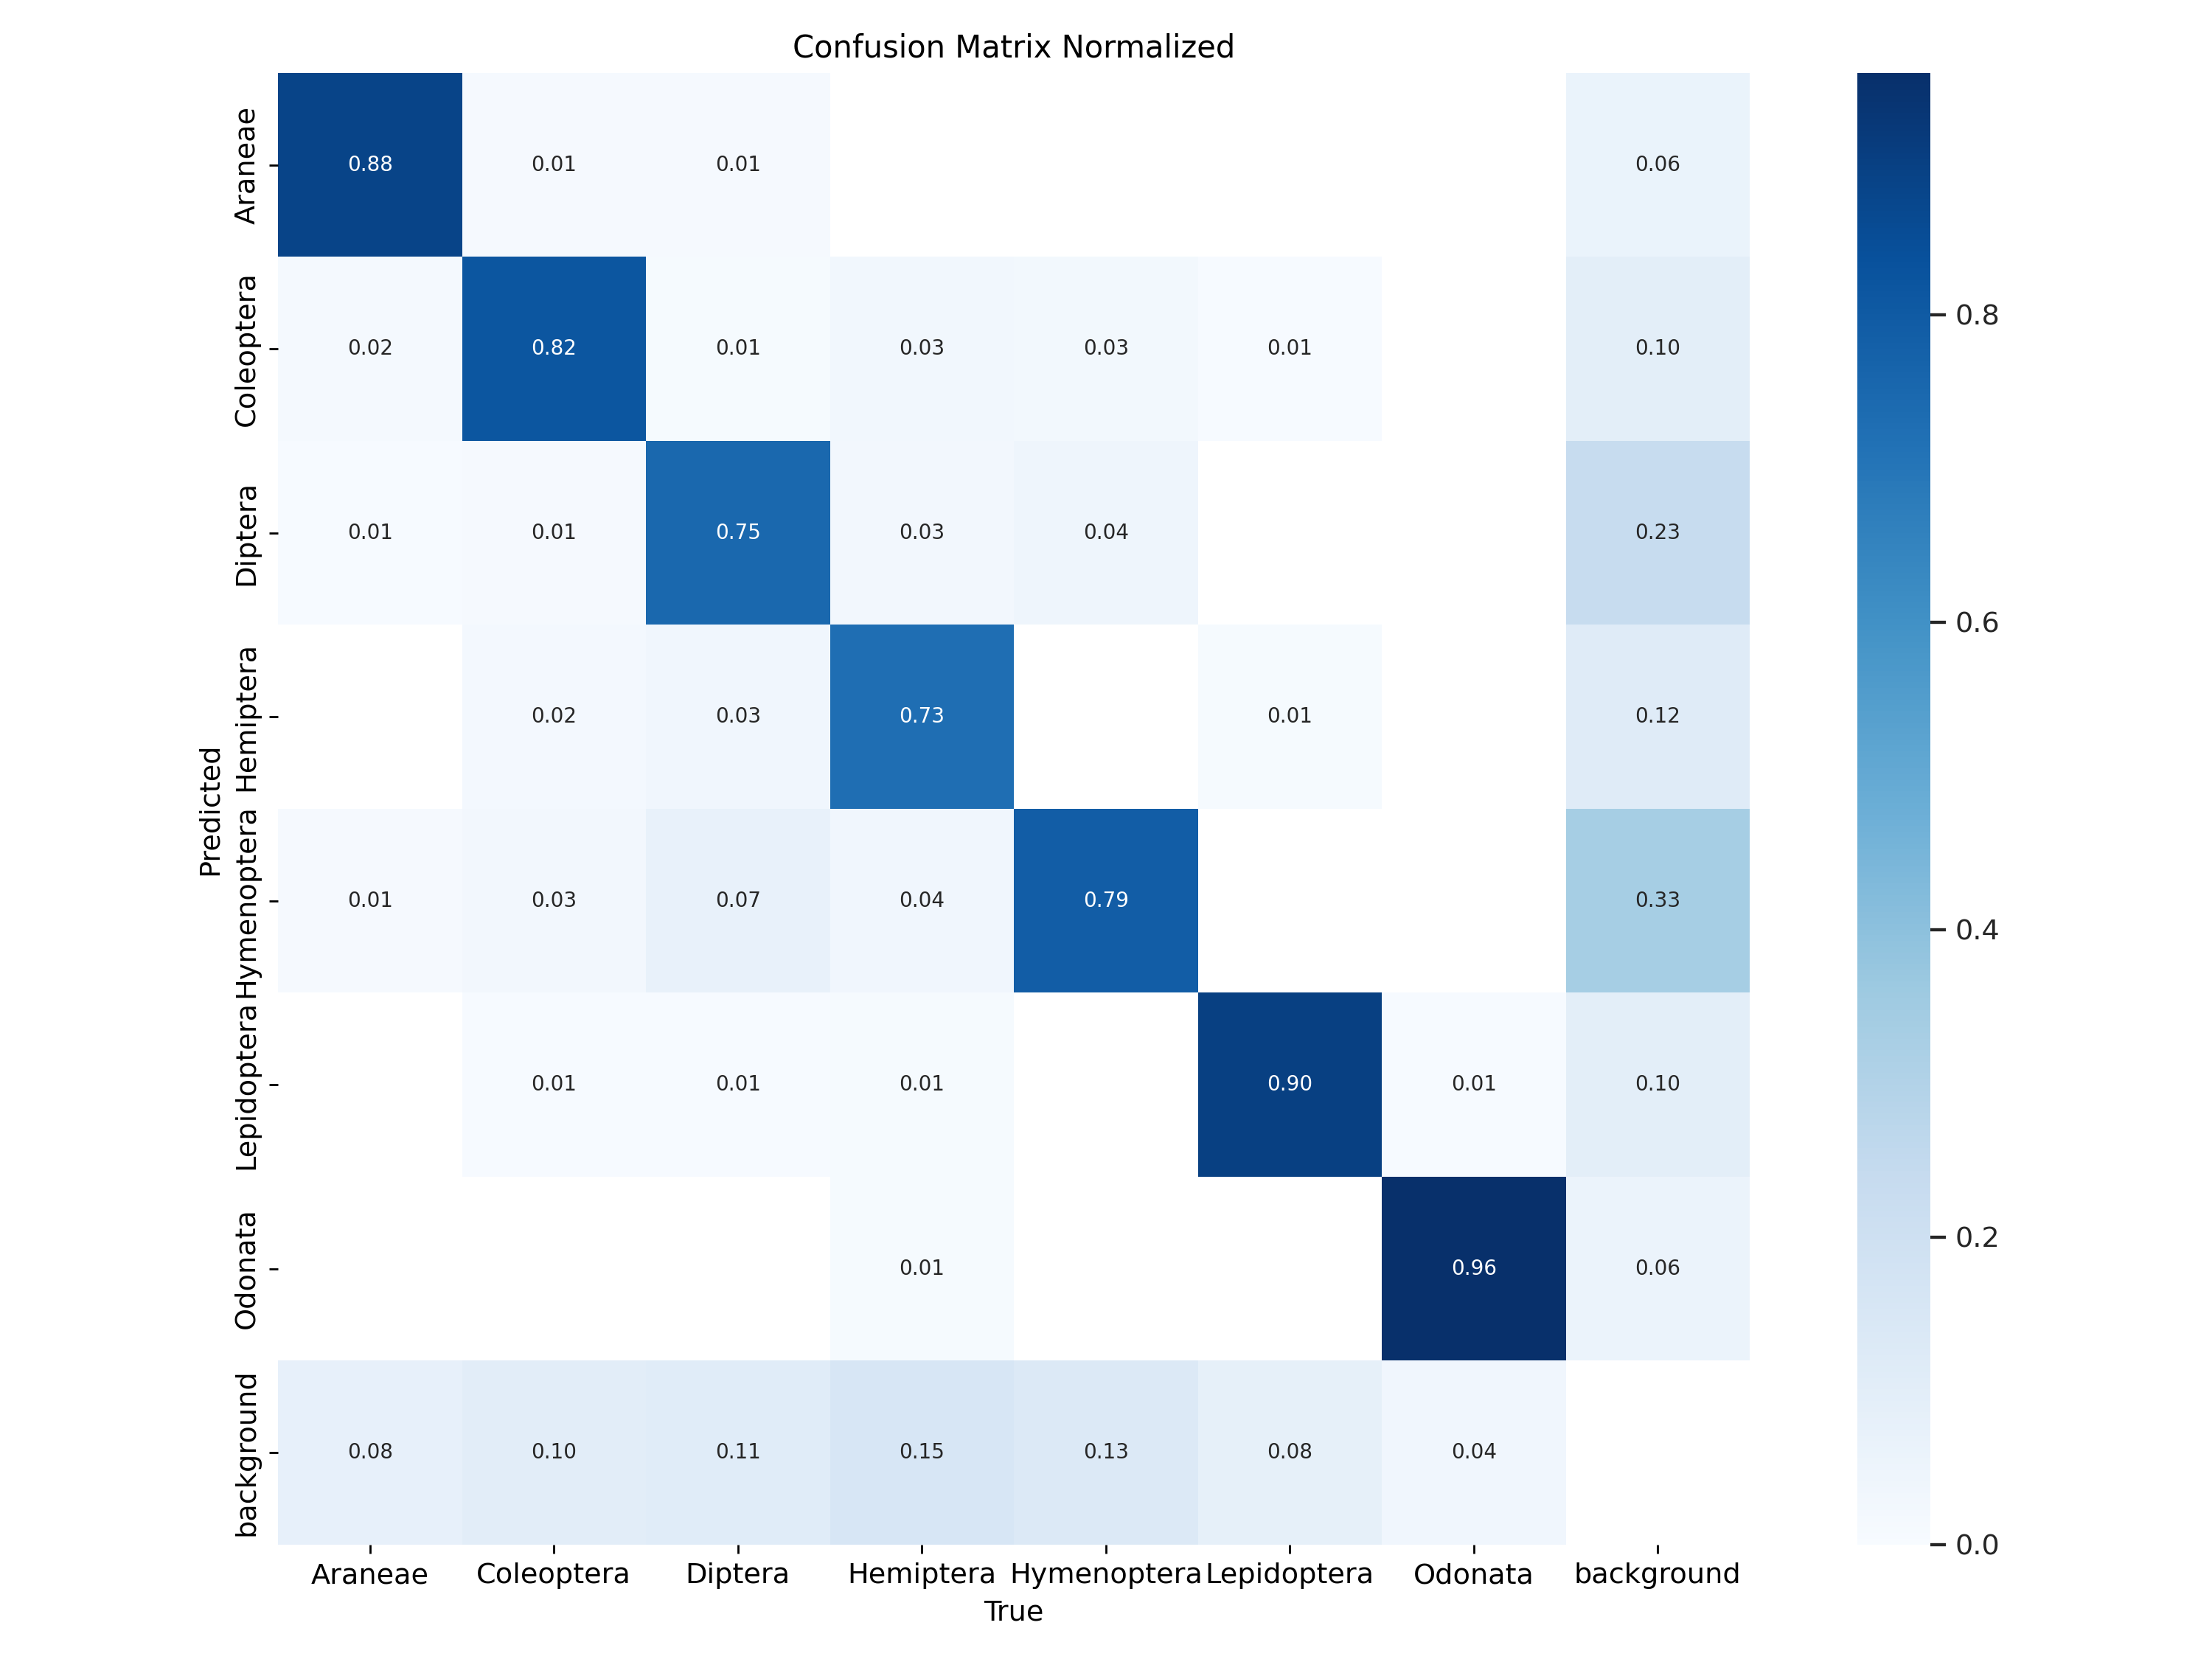 Confusion Matrix Normalized
Araneae 0.88 0.01 0.01 0.06
Coleoptera 0.02 0.82 0.01 0.03 0.03 0.01 0.10
Diptera 0.01 0.01 0.75 0.03 0.04 0.23
Hemiptera 0.02 0.03 0.73 0.01 0.12
Hymenoptera 0.01 0.03 0.07 0.04 0.79 0.33
Lepidoptera 0.01 0.01 0.01 0.90 0.01 0.10
Odonata 0.01 0.96 0.06
background 0.08 0.10 0.11 0.15 0.13 0.08 0.04
Predicted
Araneae Coleoptera Diptera Hemiptera Hymenoptera Lepidoptera Odonata background
True
0.8
0.6
0.4
0.2
0.0